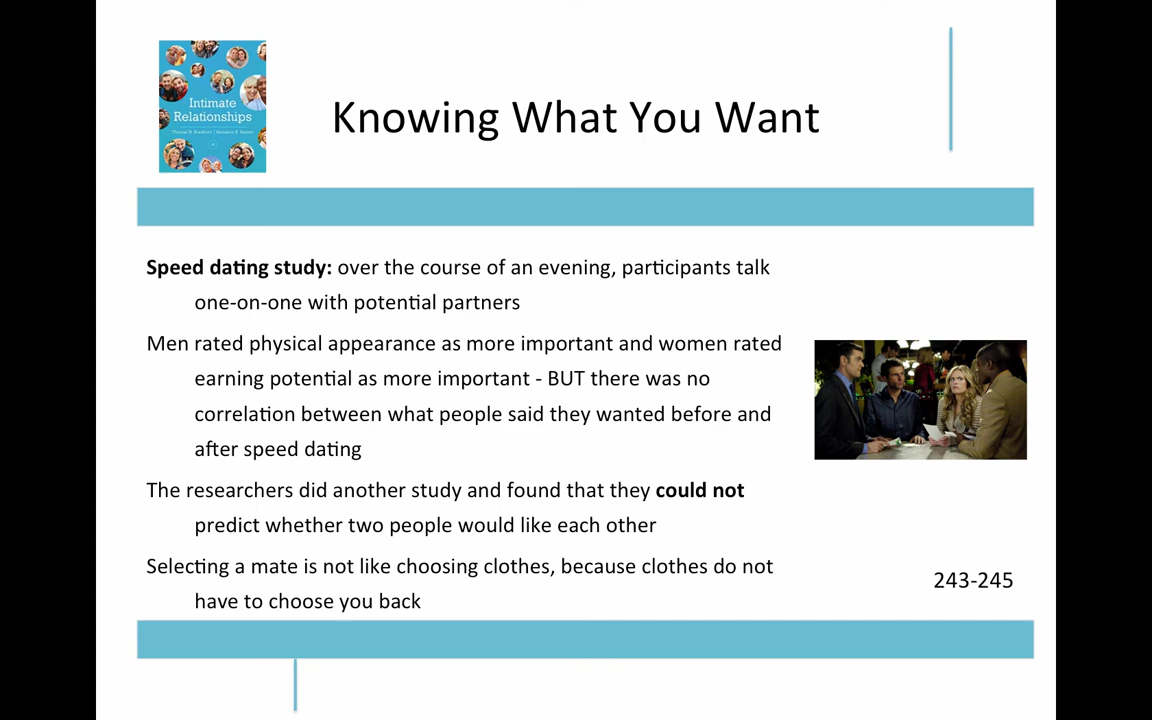 Intimate
Relationships
Thomas N. Bradbury | Benjamin R. Karney
Knowing What You Want
Speed dating study: over the course of an evening, participants talk
one-on-one with potential partners
Men rated physical appearance as more important and women rated
earning potential as more important - BUT there was no
correlation between what people said they wanted before and
after speed dating
The researchers did another study and found that they could not
predict whether two people would like each other
Selecting a mate is not like choosing clothes, because clothes do not
have to choose you back
243-245